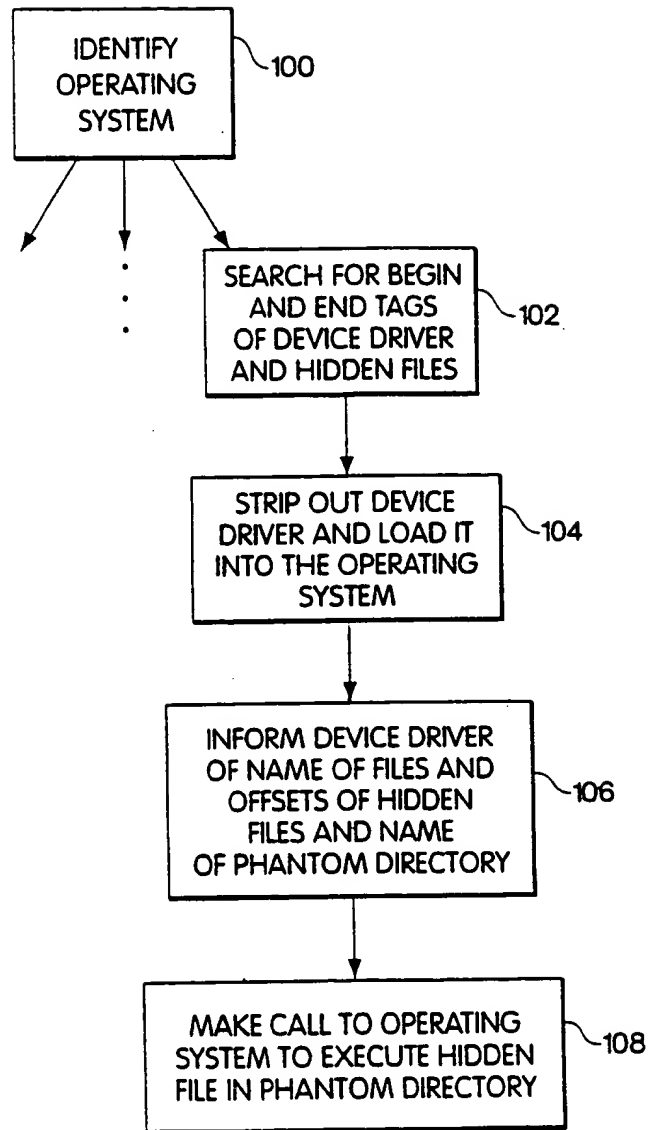 IDENTIFY
OPERATING
SYSTEM
100
SEARCH FOR BEGIN
AND END TAGS
OF DEVICE DRIVER
AND HIDDEN FILES
102
STRIP OUT DEVICE
DRIVER AND LOAD IT
INTO THE OPERATING
SYSTEM
104
INFORM DEVICE DRIVER
OF NAME OF FILES AND
OFFSETS OF HIDDEN
FILES AND NAME
OF PHANTOM DIRECTORY
106
MAKE CALL TO OPERATING
SYSTEM TO EXECUTE HIDDEN
FILE IN PHANTOM DIRECTORY
108